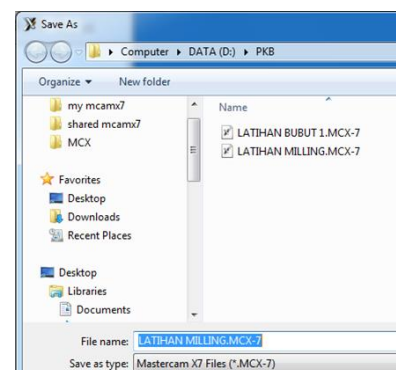 Save As
Computer ▸ DATA (D:) ▸ PKB
Organize ▼ New folder
my mcamx7
shared mcamx7
MCX
Favorites
Desktop
Downloads
Recent Places
Desktop
Libraries
Documents
Name
LATIHAN BUBUT 1.MCX-7
LATIHAN MILLING.MCX-7
File name: LATIHAN MILLING.MCX-7
Save as type: Mastercam X7 Files (*.MCX-7)